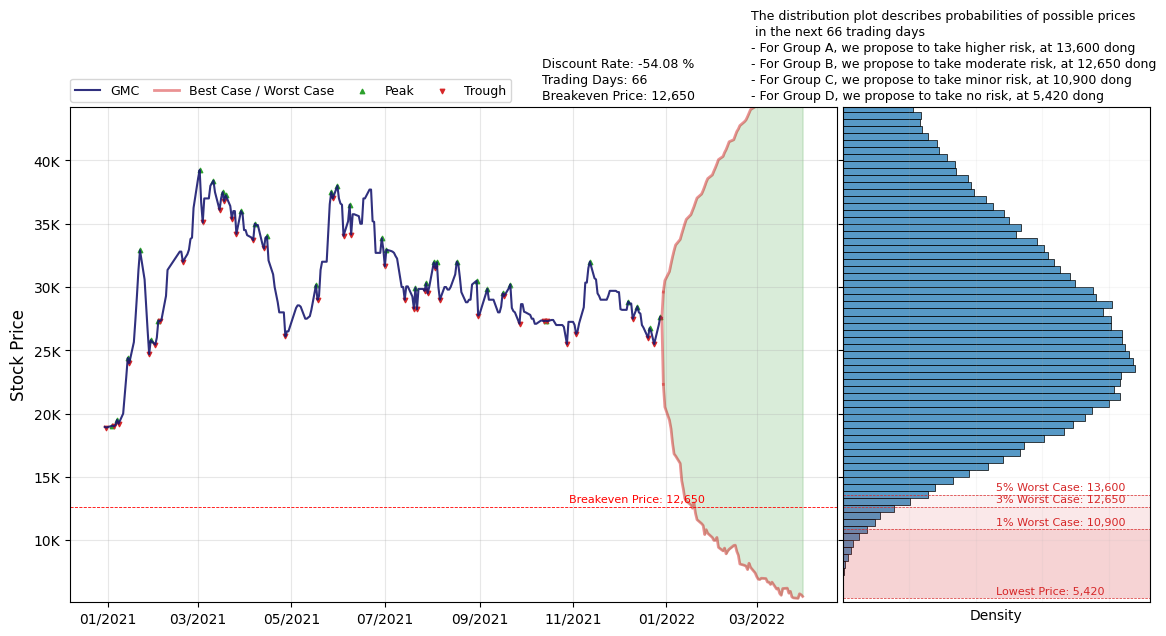 The distribution plot describes probabilities of possible prices
in the next 66 trading days
- For Group A, we propose to take higher risk, at 13,600 dong
- For Group B, we propose to take moderate risk, at 12,650 dong
- For Group C, we propose to take minor risk, at 10,900 dong
- For Group D, we propose to take no risk, at 5,420 dong
Discount Rate: -54.08 %
Trading Days: 66
Breakeven Price: 12,650
GMC
Best Case / Worst Case
Peak
Trough
Stock Price
40K
35K
30K
25K
20K
15K
10K
Breakeven Price: 12,650
5% Worst Case: 13,600
3% Worst Case: 12,650
1% Worst Case: 10,900
Lowest Price: 5,420
01/2021
03/2021
05/2021
07/2021
09/2021
11/2021
01/2022
03/2022
Density